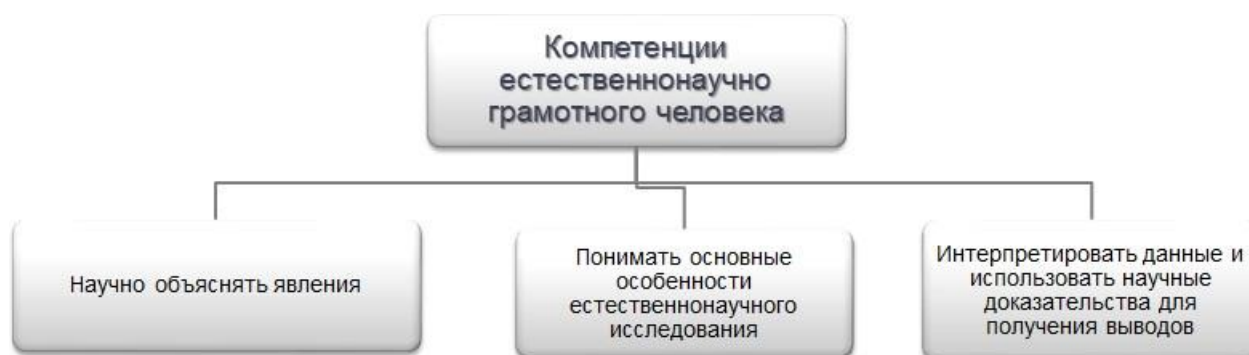 Компетенции
естественнонаучно
грамотного человека
Научно объяснять явления
Понимать основные
особенности
естественнонаучного
исследования
Интерпретировать данные и
использовать научные
доказательства для
получения выводов